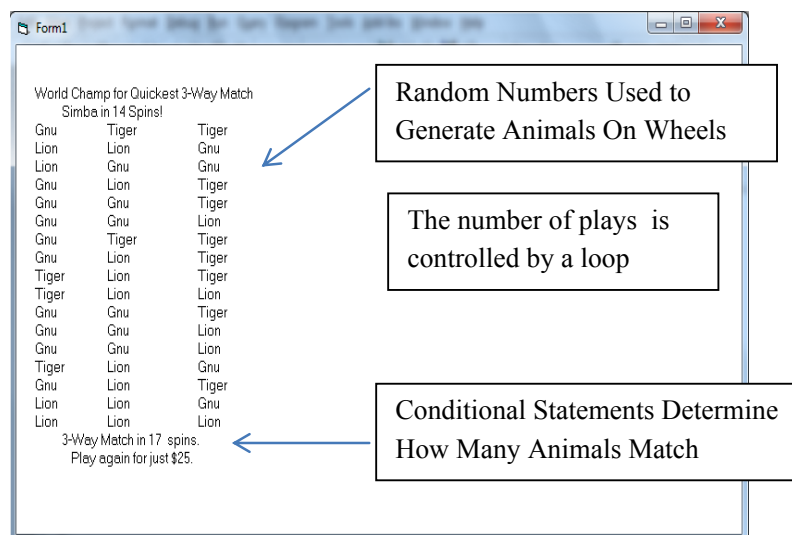 Form1
World Champ for Quickest 3-Way Match
Simba in 14 Spins!
Gnu Tiger Tiger
Lion Lion Gnu
Lion Gnu Gnu
Gnu Lion Tiger
Gnu Gnu Tiger
Gnu Gnu Lion
Gnu Tiger Tiger
Gnu Lion Tiger
Tiger Lion Tiger
Tiger Lion Lion
Gnu Gnu Tiger
Gnu Gnu Lion
Gnu Gnu Lion
Tiger Lion Gnu
Gnu Lion Tiger
Lion Lion Gnu
Lion Lion Lion
3-Way Match in 17 spins.
Play again for just $25.
Random Numbers Used to
Generate Animals On Wheels
The number of plays is
controlled by a loop
Conditional Statements Determine
How Many Animals Match